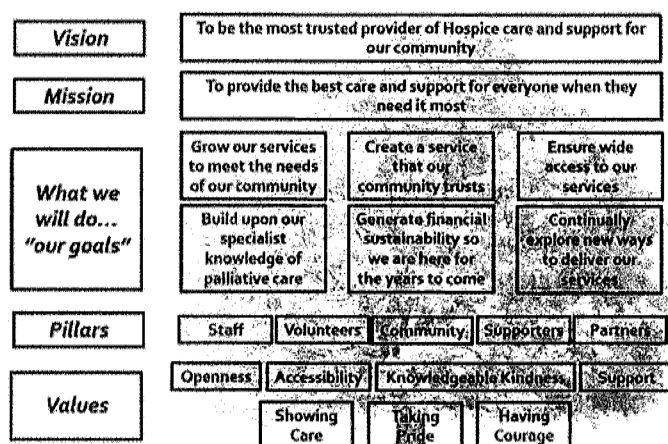 Vision
To be the most trusted provider of Hospice care and support for
our community
Mission
To provide the best care and support for everyone when they
need it most
What we
will do...
"our goals"
Grow our services
to meet the needs
of our community
Create a service
that our
community trusts
Ensure wide
access to our
services
Build upon our
specialist
knowledge of
palliative care
Generate financial
sustainability so
we are here for
the years to come
Continually
explore new ways
to deliver our
services
Pillars
Staff
Volunteers
Community
Supporters
Partners
Values
Openness
Accessibility
Knowledgeable Kindness
Support
Showing
Care
Taking
Pride
Having
Courage